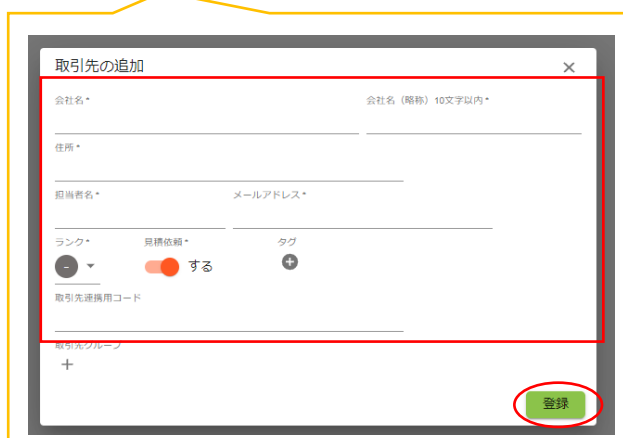 取引先の追加 ×
会社名* 会社名（略称）10文字以内*
住所*
担当者名* メールアドレス*
ランク* 見積依頼* タグ
- する
取引先連携用コード
取引先グループ
+
登録